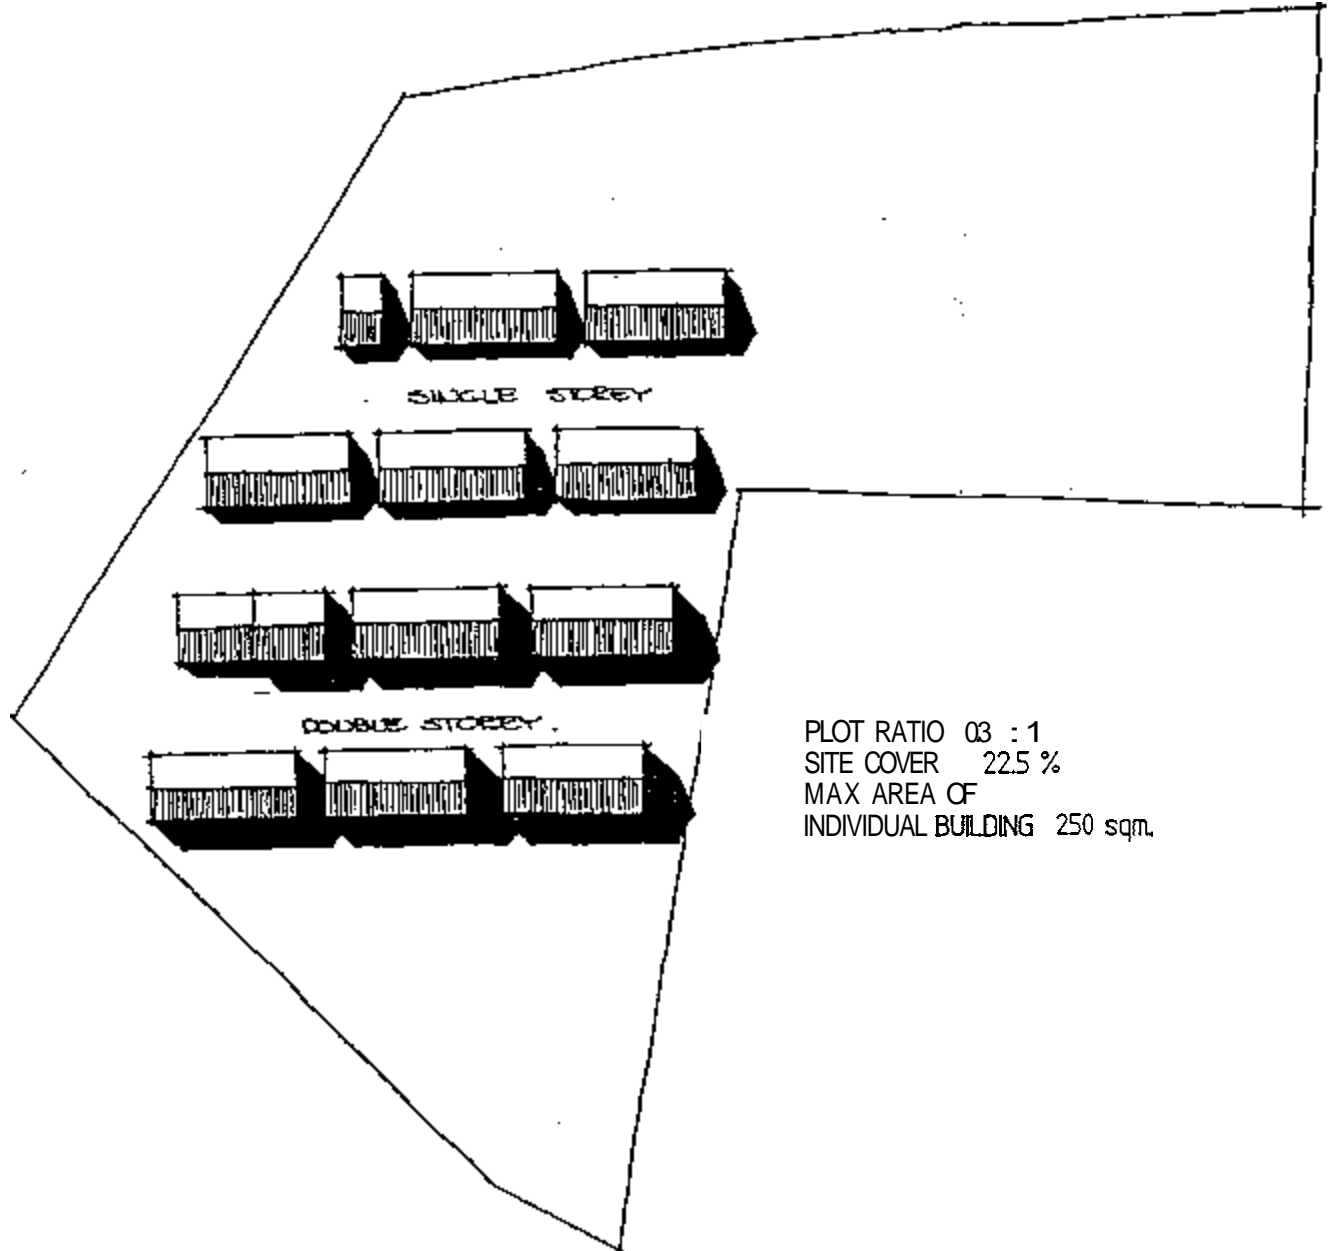 SINGLE STOREY
DOUBLE STOREY.
PLOT RATIO 03 : 1
SITE COVER 22.5 %
MAX AREA OF
INDIVIDUAL BUILDING 250 sqm.